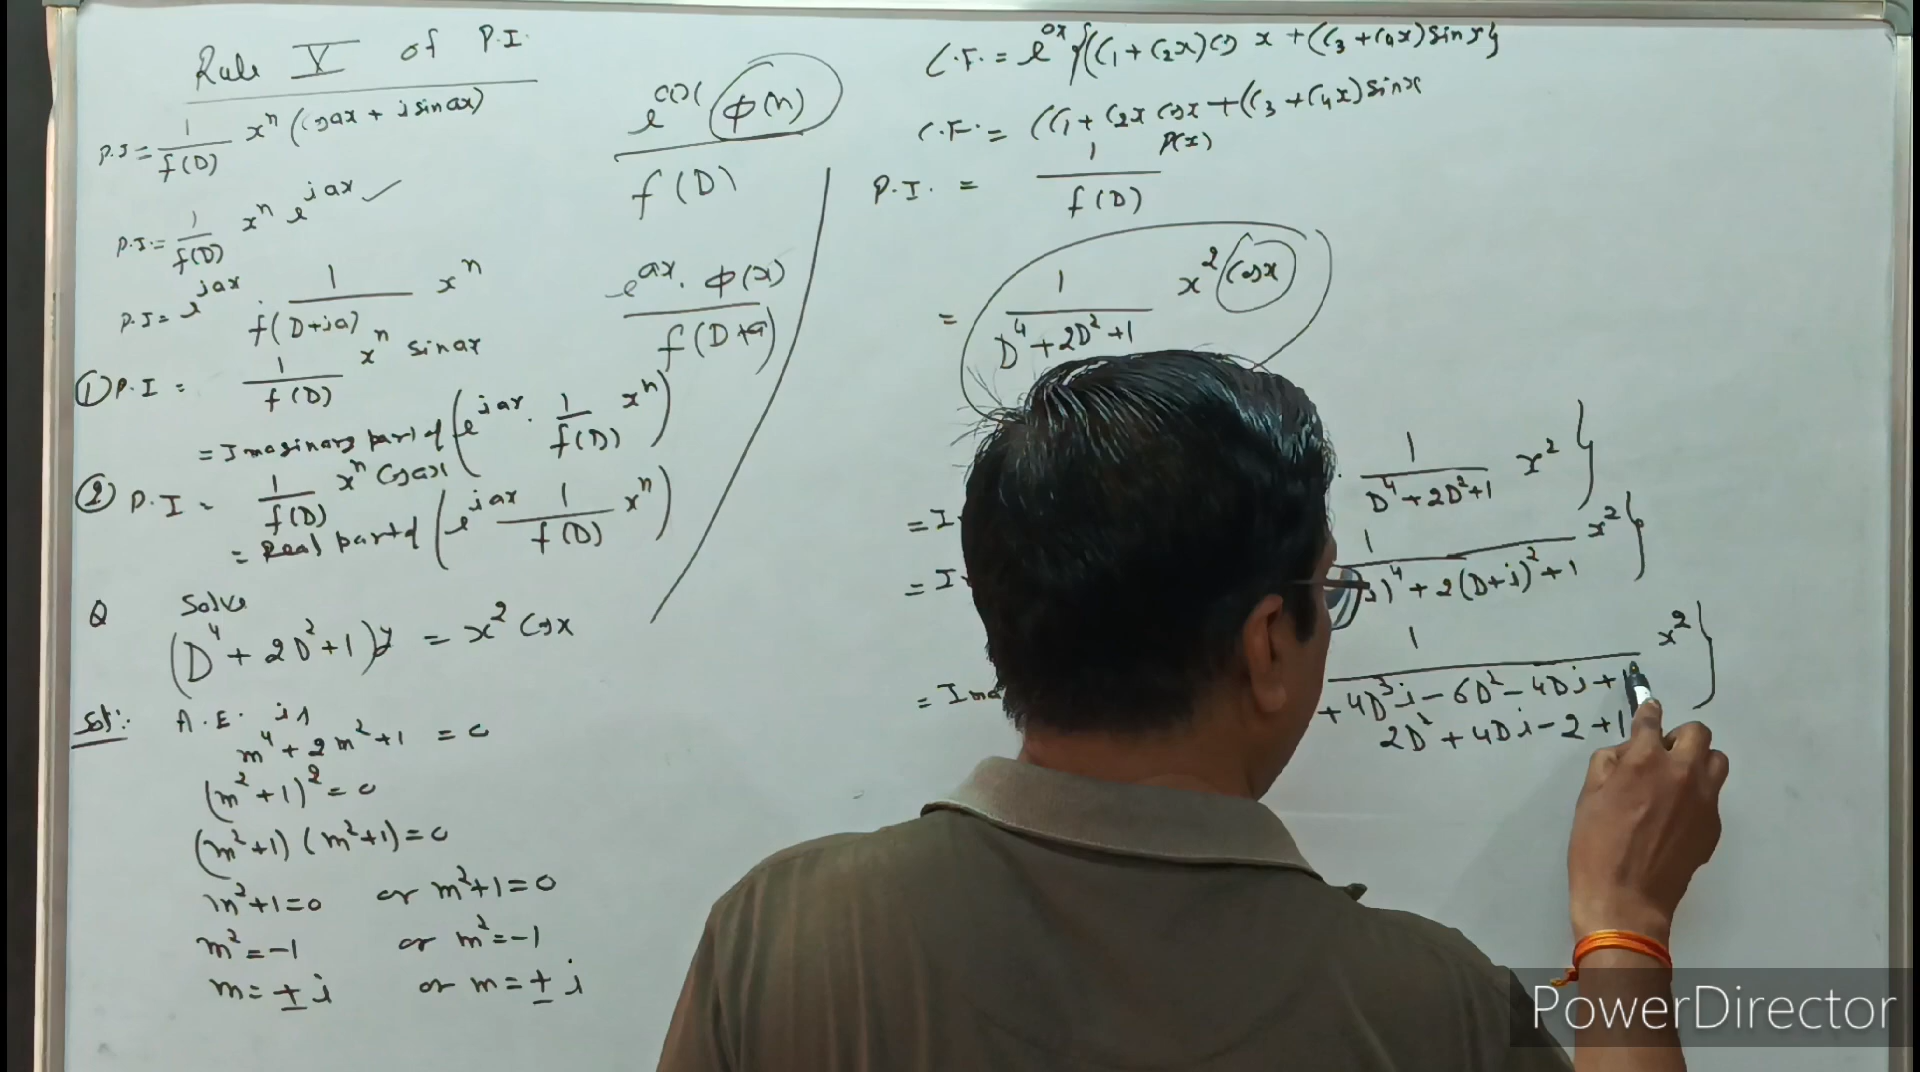 Rule V of P.I.
P.I = 1/f(D) x^n (cos ax + i sin ax)
P.I. = 1/f(D) x^n e^{iax} ✓
P.I = e^{iax} 1/f(D+ia) x^n
① P.I = 1/f(D) x^n sin ax
= Imaginary part of (e^{iax} . 1/f(D) x^n)
② P.I = 1/f(D) x^n cos ax
= Real part of (e^{iax} 1/f(D) x^n)
Q Solve
(D^4 + 2D^2 + 1)y = x^2 cos x
Sol:- A.E. is
m^4 + 2m^2 + 1 = 0
(m^2 + 1)^2 = 0
(m^2+1) (m^2+1) = 0
m^2+1=0 or m^2+1=0
m^2 = -1 or m^2 = -1
m = ± i or m = ± i
e^{ax} φ(x) / f(D)
e^{ax} . φ(x) / f(D+a)
C.F. = e^{0x} {(C1 + C2x) cos x + (C3 + C4x) sin x}
C.F. = (C1 + C2x cos x + (C3 + C4x) sin x
P.I. = 1/f(D) P(x)
= 1/(D^4 + 2D^2 + 1) x^2 cos x
= I . 1/(D^4 + 2D^2 + 1) x^2 }
= I 1/( )^4 + 2(D+i)^2 + 1 x^2 }
= Ima 1/ + 4D^3i - 6D^2 - 4Di + 1 x^2 }
2D^2 + 4Di - 2 + 1
PowerDirector